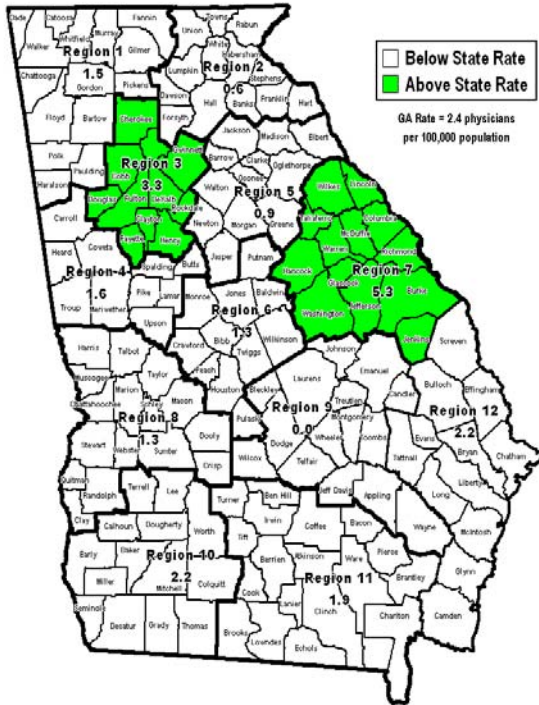 Dade Catoosa Fannin Towns Rabun
Murray Union
Walker Whitfield Gilmer White Habersham
Region 1 Region 2
Chattooga 1.5 Lumpkin 0.6 Stephens
Gordon Pickens Dawson
Floyd Bartow Cherokee Forsyth Hall Banks Franklin Hart
Jackson Madison Elbert
Polk Paulding Gwinnett Barrow Clarke Oglethorpe
Haralson Region 3 Oconee
Cobb 3.3 Walton Region 5 Wilkes Lincoln
Douglas Fulton DeKalb 0.9
Carroll Clayton Rockdale Newton Morgan Greene Taliaferro Columbia
Fayette Henry McDuffie
Heard Coweta Spalding Butts Jasper Putnam Warren Richmond
Region 4 Hancock Region 7
1.6 Pike Lamar Monroe Jones Baldwin Glascock 5.3 Burke
Troup Meriwether Region 6 Washington Jefferson
Upson 1.3 Wilkinson Jenkins
Harris Talbot Crawford Bibb Twiggs Johnson Screven
Taylor Peach Laurens Emanuel
Muscogee Marion Houston Bleckley Candler Bulloch Effingham
Chattahoochee Schley Macon Treutlen
Region 8 Pulaski Region 9 Montgomery Region 12
1.3 Dooly 0.0 2.2
Stewart Webster Sumter Dodge Wheeler Toombs Evans Bryan Chatham
Crisp Wilcox Telfair Tattnall
Quitman Liberty
Randolph Terrell Lee Turner Ben Hill Jeff Davis Appling Long
Clay Calhoun Dougherty Worth Irwin Coffee Bacon Wayne McIntosh
Early Baker Tift Pierce
Region 10 Berrien Atkinson Ware
Miller 2.2 Colquitt Region 11 Brantley Glynn
Mitchell Cook Lanier 1.9
Seminole Clinch Charlton Camden
Decatur Grady Thomas Brooks Lowndes Echols
Below State Rate
Above State Rate
GA Rate = 2.4 physicians
per 100,000 population